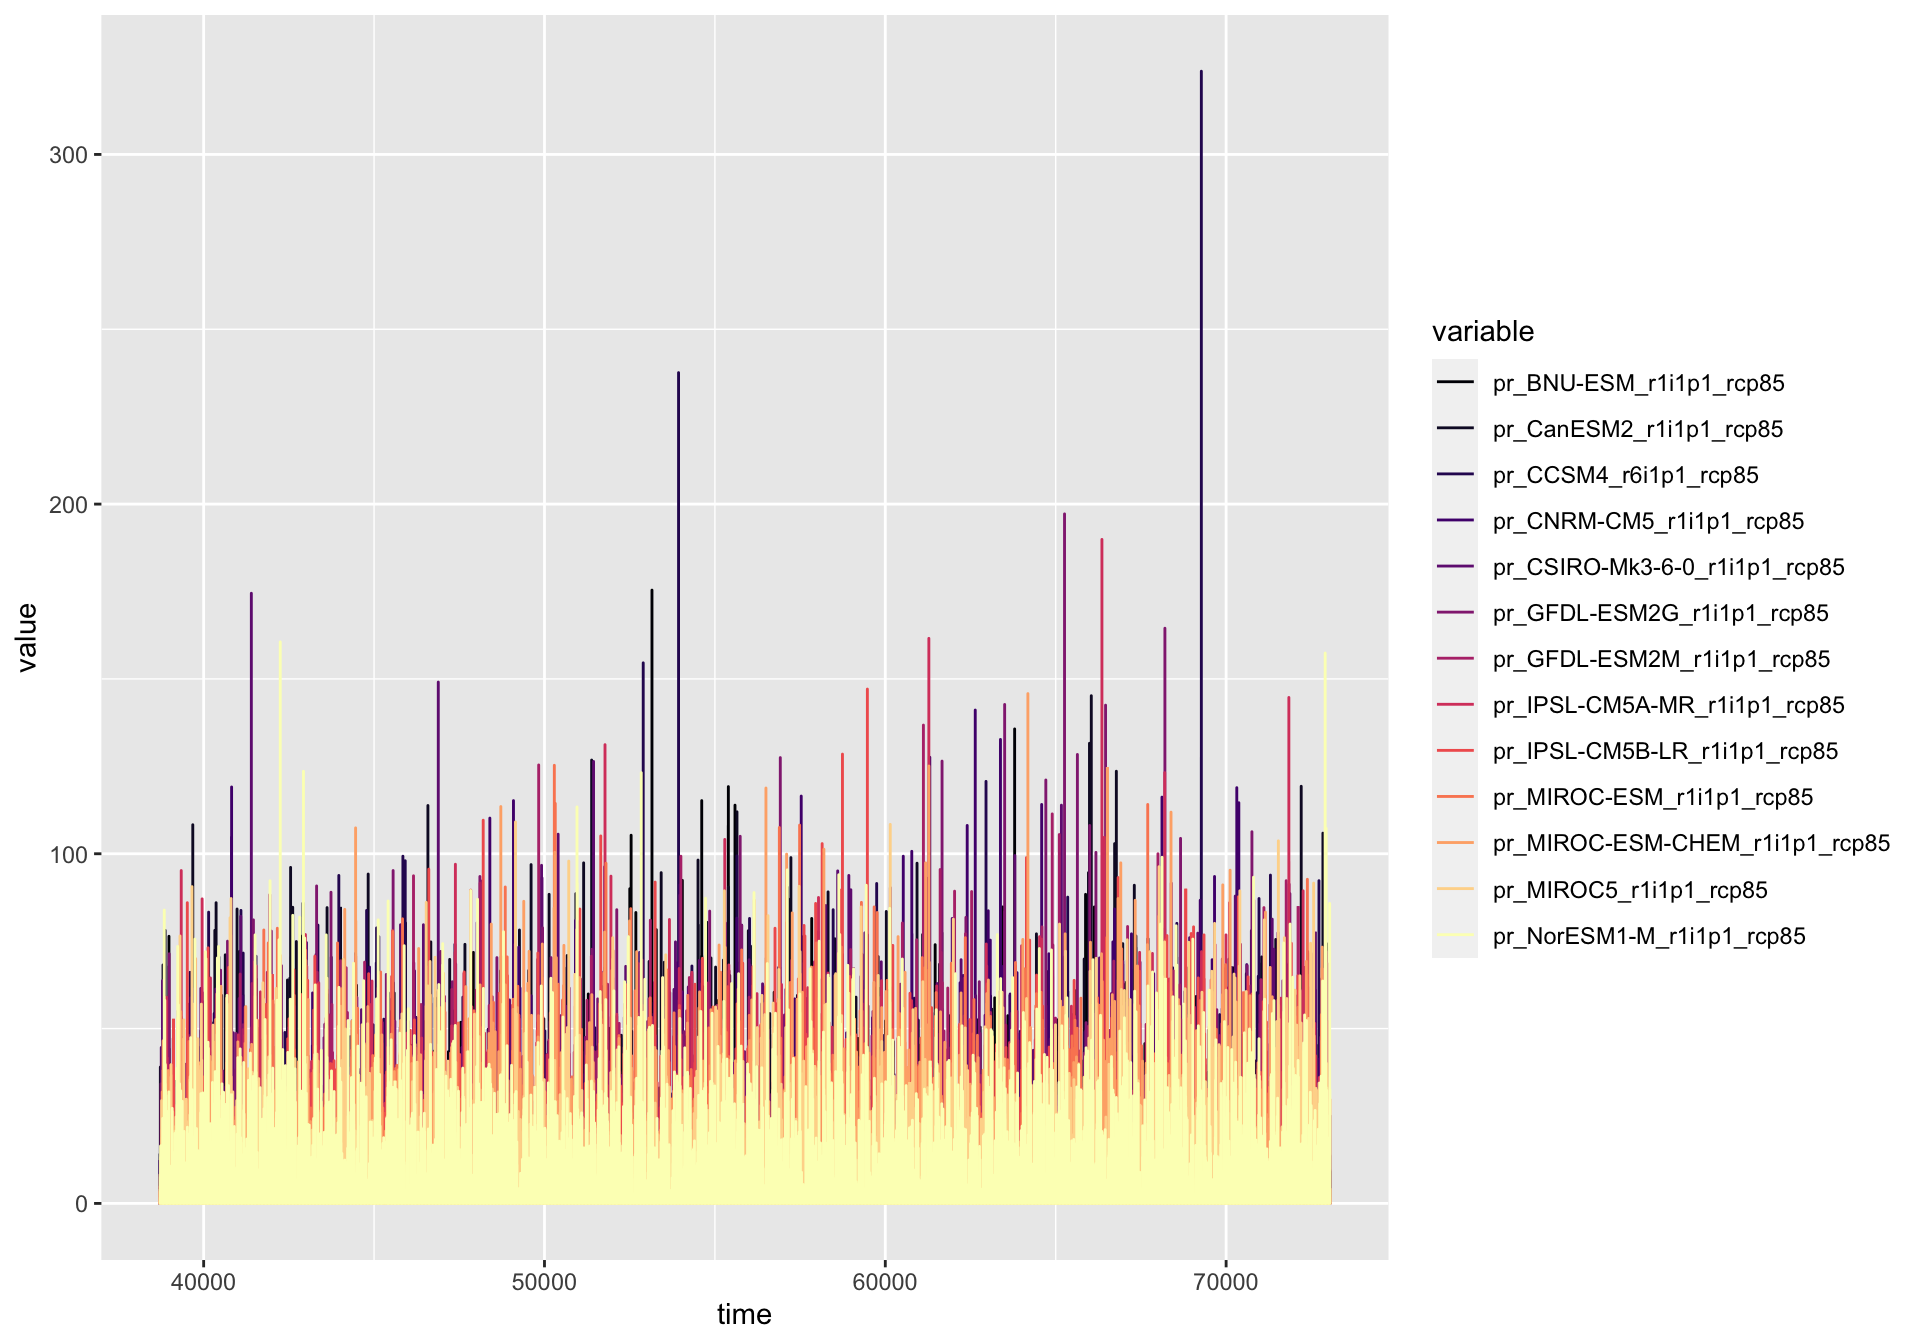 300
200
100
0
value
40000
50000
60000
70000
time
variable
pr_BNU-ESM_r1i1p1_rcp85
pr_CanESM2_r1i1p1_rcp85
pr_CCSM4_r6i1p1_rcp85
pr_CNRM-CM5_r1i1p1_rcp85
pr_CSIRO-Mk3-6-0_r1i1p1_rcp85
pr_GFDL-ESM2G_r1i1p1_rcp85
pr_GFDL-ESM2M_r1i1p1_rcp85
pr_IPSL-CM5A-MR_r1i1p1_rcp85
pr_IPSL-CM5B-LR_r1i1p1_rcp85
pr_MIROC-ESM_r1i1p1_rcp85
pr_MIROC-ESM-CHEM_r1i1p1_rcp85
pr_MIROC5_r1i1p1_rcp85
pr_NorESM1-M_r1i1p1_rcp85